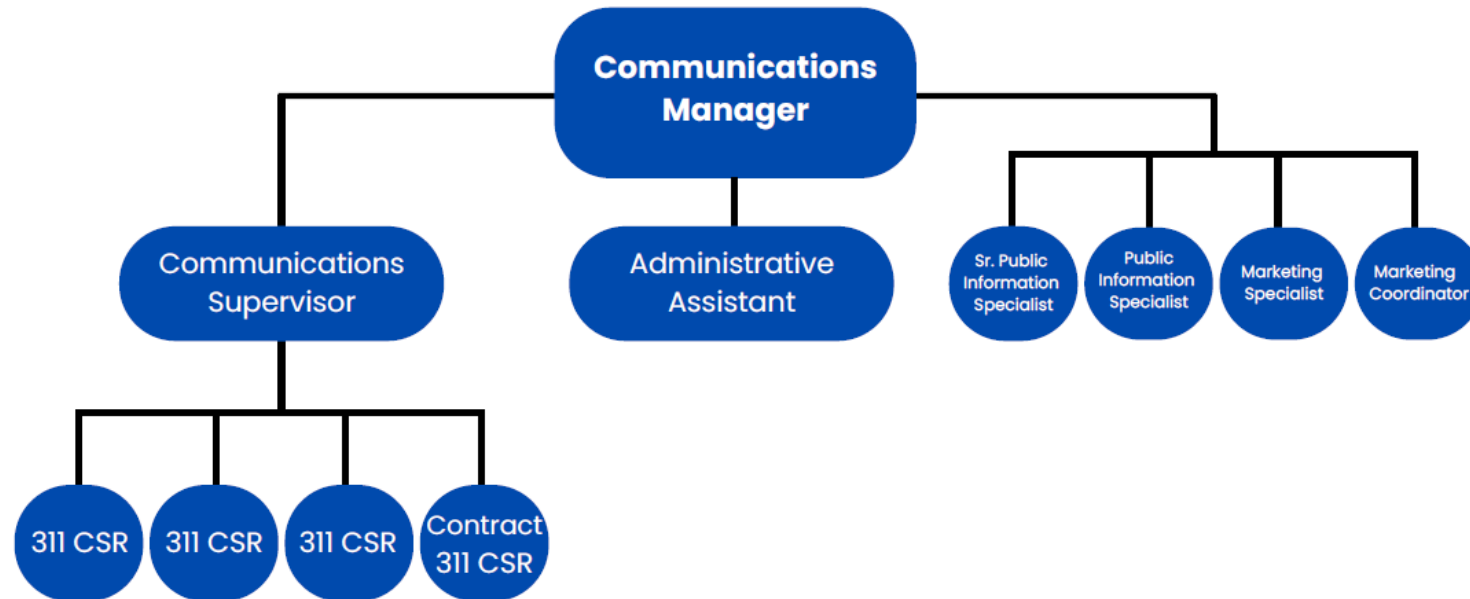 Communications
Manager
Communications
Supervisor
Administrative
Assistant
Sr. Public
Information
Specialist
Public
Information
Specialist
Marketing
Specialist
Marketing
Coordinator
311 CSR
311 CSR
311 CSR
Contract
311 CSR